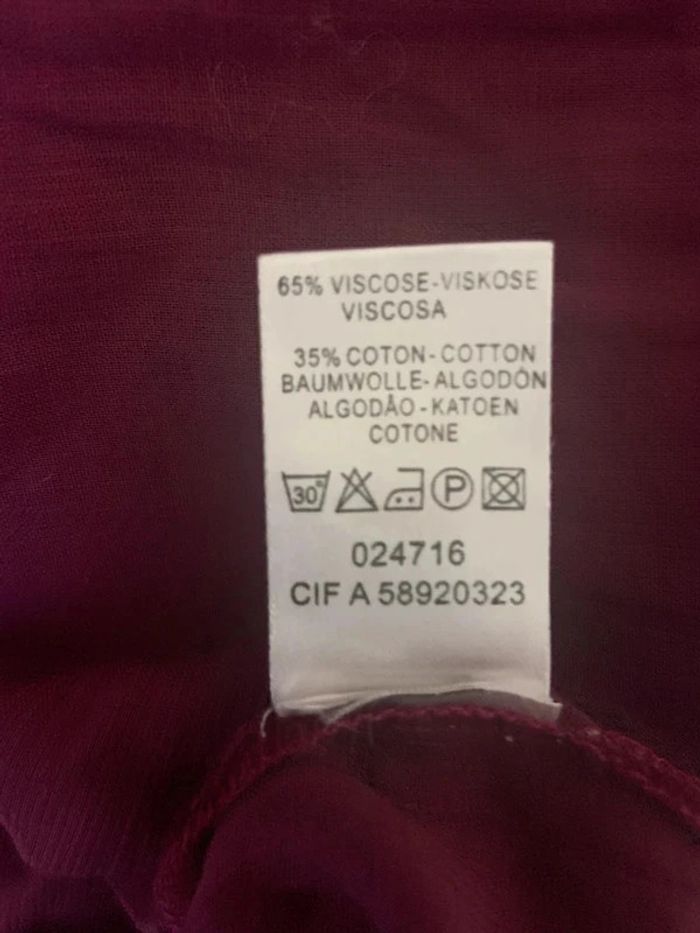 65% VISCOSE-VISKOSE
VISCOSA
35% COTON-COTTON
BAUMWOLLE-ALGODÓN
ALGODÃO-KATOEN
COTONE
30° P
024716
CIF A 58920323